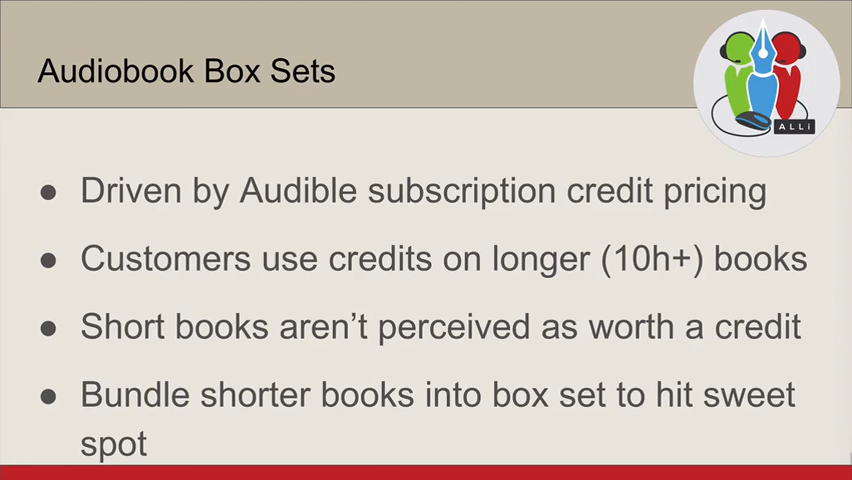 Audiobook Box Sets
ALLi
● Driven by Audible subscription credit pricing
● Customers use credits on longer (10h+) books
● Short books aren’t perceived as worth a credit
● Bundle shorter books into box set to hit sweet
spot